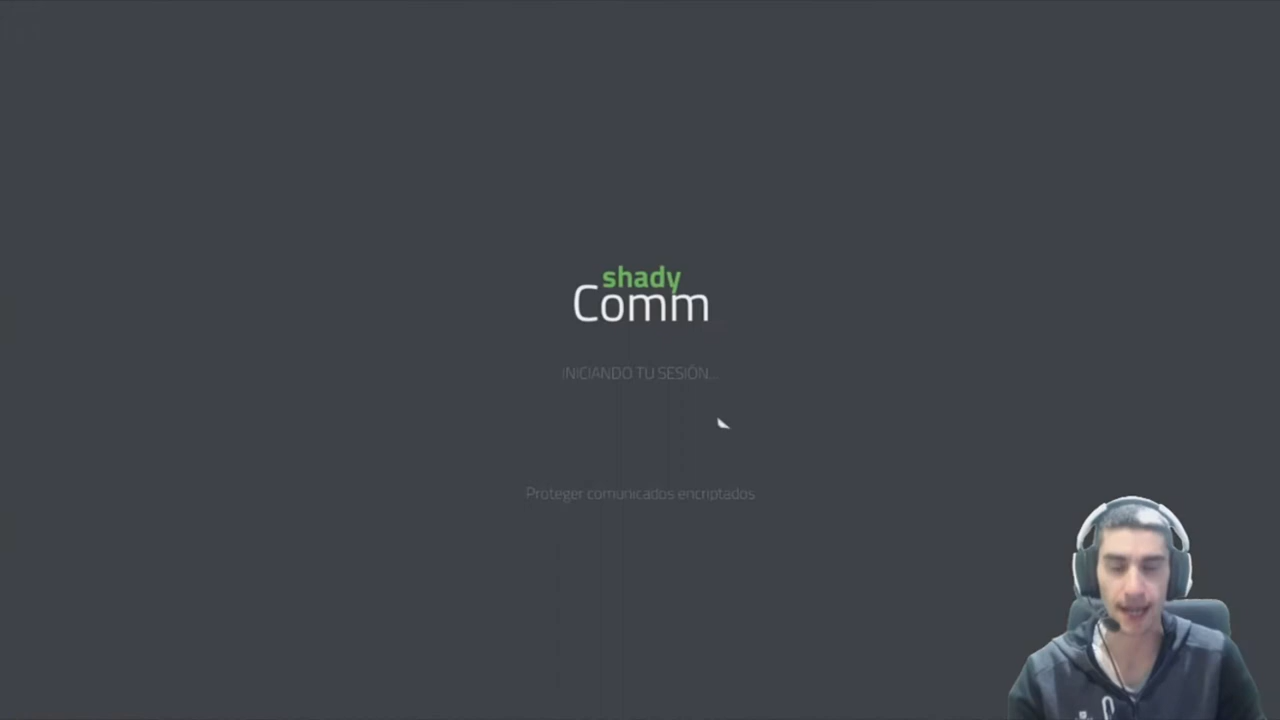 shady
Comm
INICIANDO TU SESIÓN...
Proteger comunicados encriptados